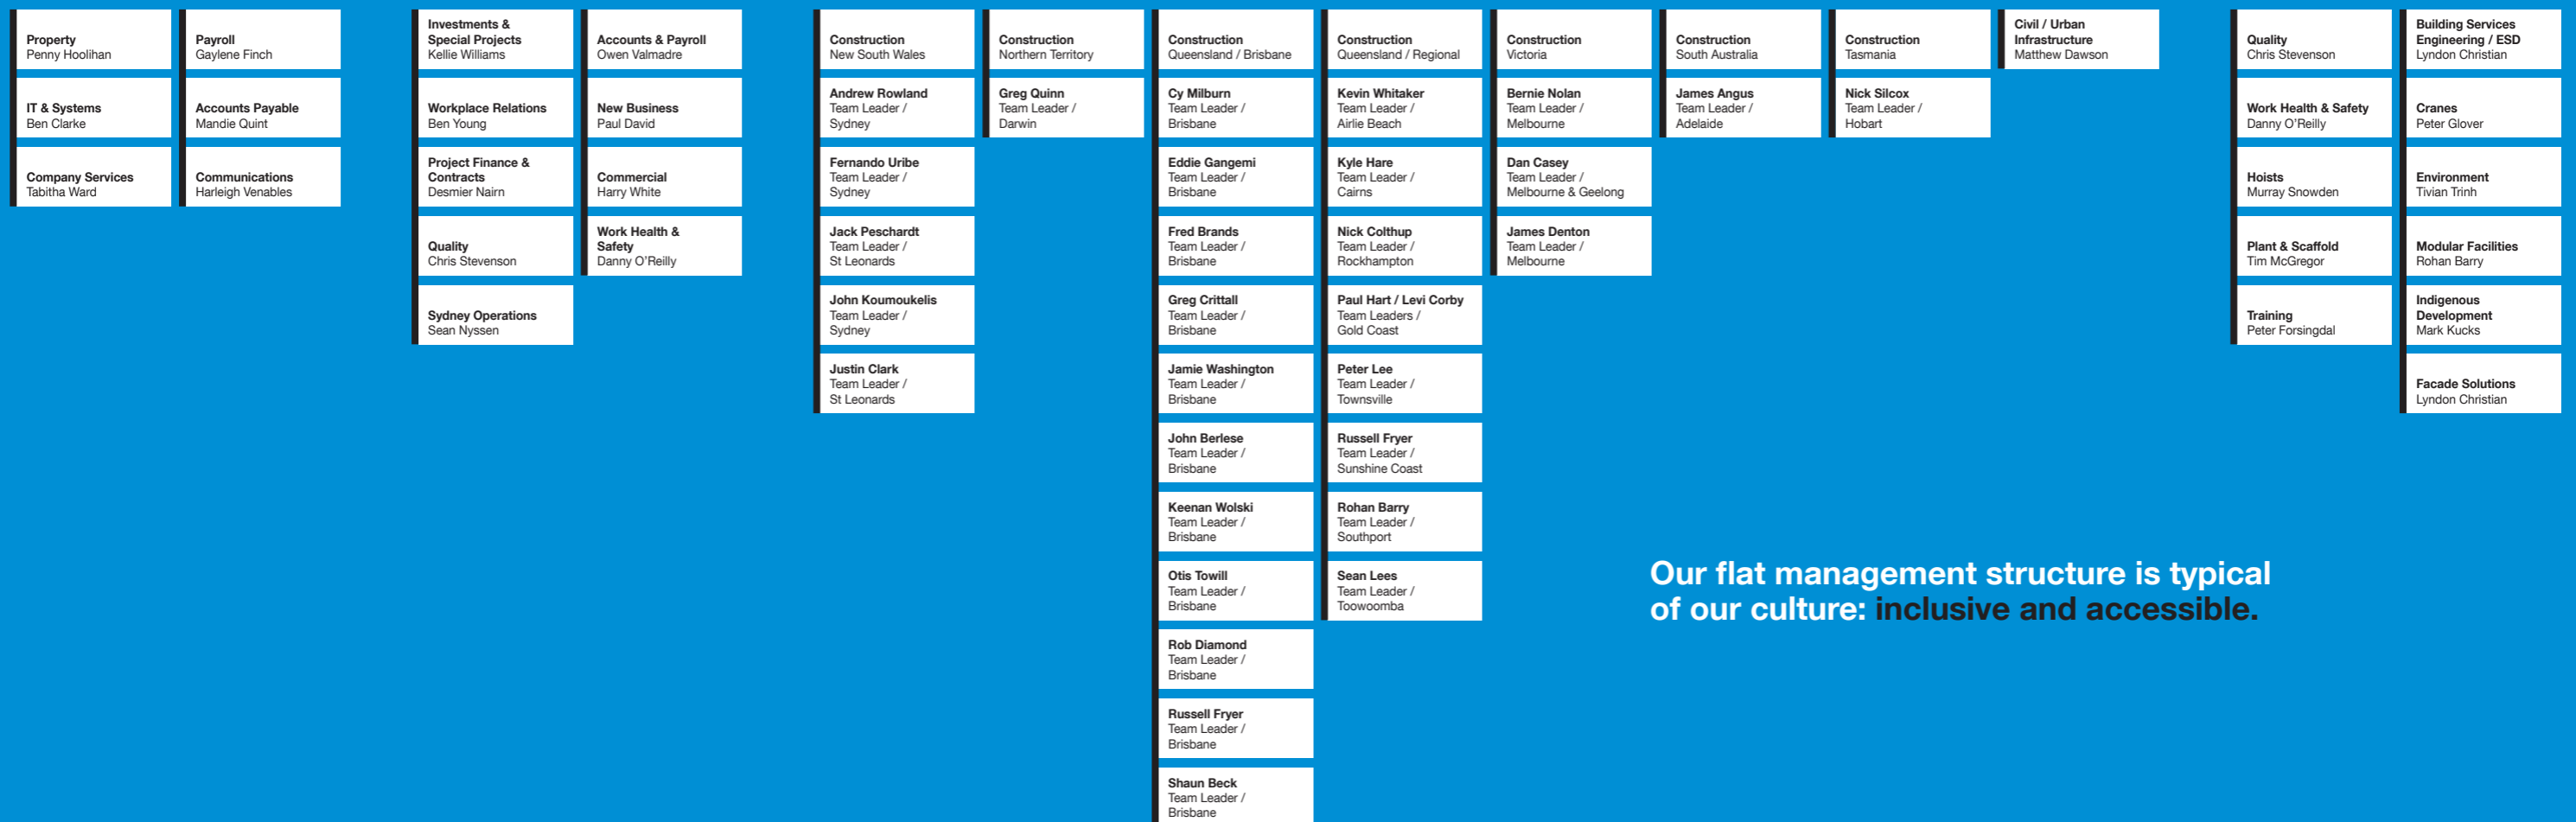 Property
Penny Hoolihan
IT & Systems
Ben Clarke
Company Services
Tabitha Ward
Payroll
Gaylene Finch
Accounts Payable
Mandie Quint
Communications
Harleigh Venables
Investments &
Special Projects
Kellie Williams
Workplace Relations
Ben Young
Project Finance &
Contracts
Desmier Nairn
Quality
Chris Stevenson
Sydney Operations
Sean Nyssen
Accounts & Payroll
Owen Valmadre
New Business
Paul David
Commercial
Harry White
Work Health &
Safety
Danny O'Reilly
Construction
New South Wales
Andrew Rowland
Team Leader /
Sydney
Fernando Uribe
Team Leader /
Sydney
Jack Peschardt
Team Leader /
St Leonards
John Koumoukelis
Team Leader /
Sydney
Justin Clark
Team Leader /
St Leonards
Construction
Northern Territory
Greg Quinn
Team Leader /
Darwin
Construction
Queensland / Brisbane
Cy Milburn
Team Leader /
Brisbane
Eddie Gangemi
Team Leader /
Brisbane
Fred Brands
Team Leader /
Brisbane
Greg Crittall
Team Leader /
Brisbane
Jamie Washington
Team Leader /
Brisbane
John Berlese
Team Leader /
Brisbane
Keenan Wolski
Team Leader /
Brisbane
Otis Towill
Team Leader /
Brisbane
Rob Diamond
Team Leader /
Brisbane
Russell Fryer
Team Leader /
Brisbane
Shaun Beck
Team Leader /
Brisbane
Construction
Queensland / Regional
Kevin Whitaker
Team Leader /
Airlie Beach
Kyle Hare
Team Leader /
Cairns
Nick Colthup
Team Leader /
Rockhampton
Paul Hart / Levi Corby
Team Leaders /
Gold Coast
Peter Lee
Team Leader /
Townsville
Russell Fryer
Team Leader /
Sunshine Coast
Rohan Barry
Team Leader /
Southport
Sean Lees
Team Leader /
Toowoomba
Construction
Victoria
Bernie Nolan
Team Leader /
Melbourne
Dan Casey
Team Leader /
Melbourne & Geelong
James Denton
Team Leader /
Melbourne
Construction
South Australia
James Angus
Team Leader /
Adelaide
Construction
Tasmania
Nick Silcox
Team Leader /
Hobart
Civil / Urban
Infrastructure
Matthew Dawson
Quality
Chris Stevenson
Work Health & Safety
Danny O'Reilly
Hoists
Murray Snowden
Plant & Scaffold
Tim McGregor
Training
Peter Forsingdal
Building Services
Engineering / ESD
Lyndon Christian
Cranes
Peter Glover
Environment
Tivian Trinh
Modular Facilities
Rohan Barry
Indigenous
Development
Mark Kucks
Facade Solutions
Lyndon Christian
Our flat management structure is typical
of our culture: inclusive and accessible.